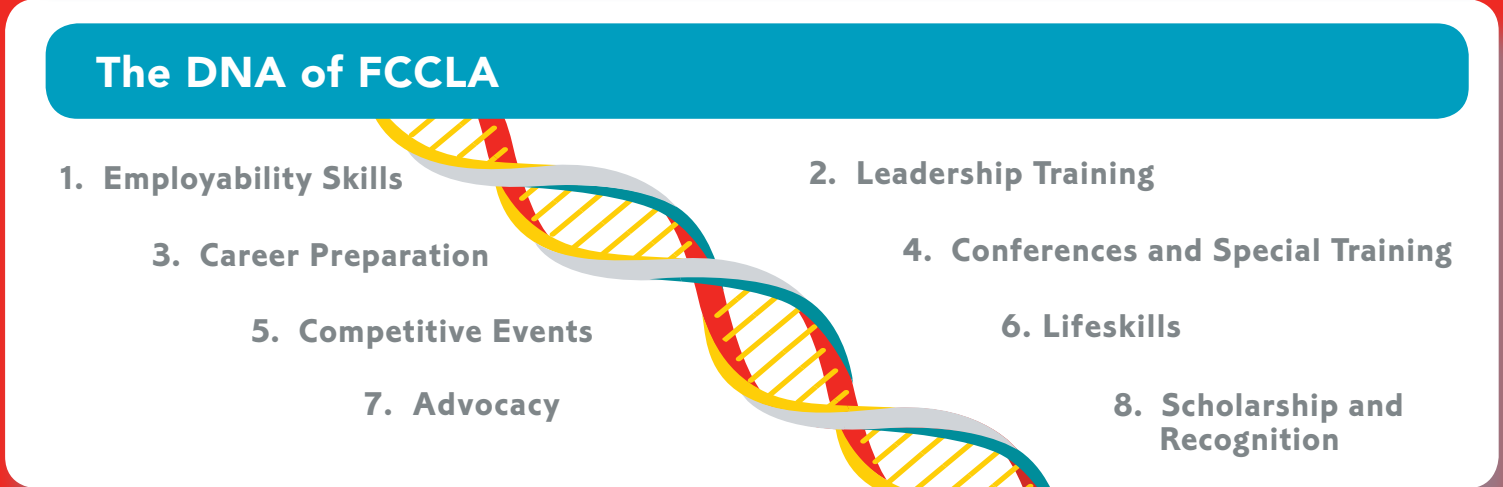 The DNA of FCCLA
1. Employability Skills
2. Leadership Training
3. Career Preparation
4. Conferences and Special Training
5. Competitive Events
6. Lifeskills
7. Advocacy
8. Scholarship and
Recognition